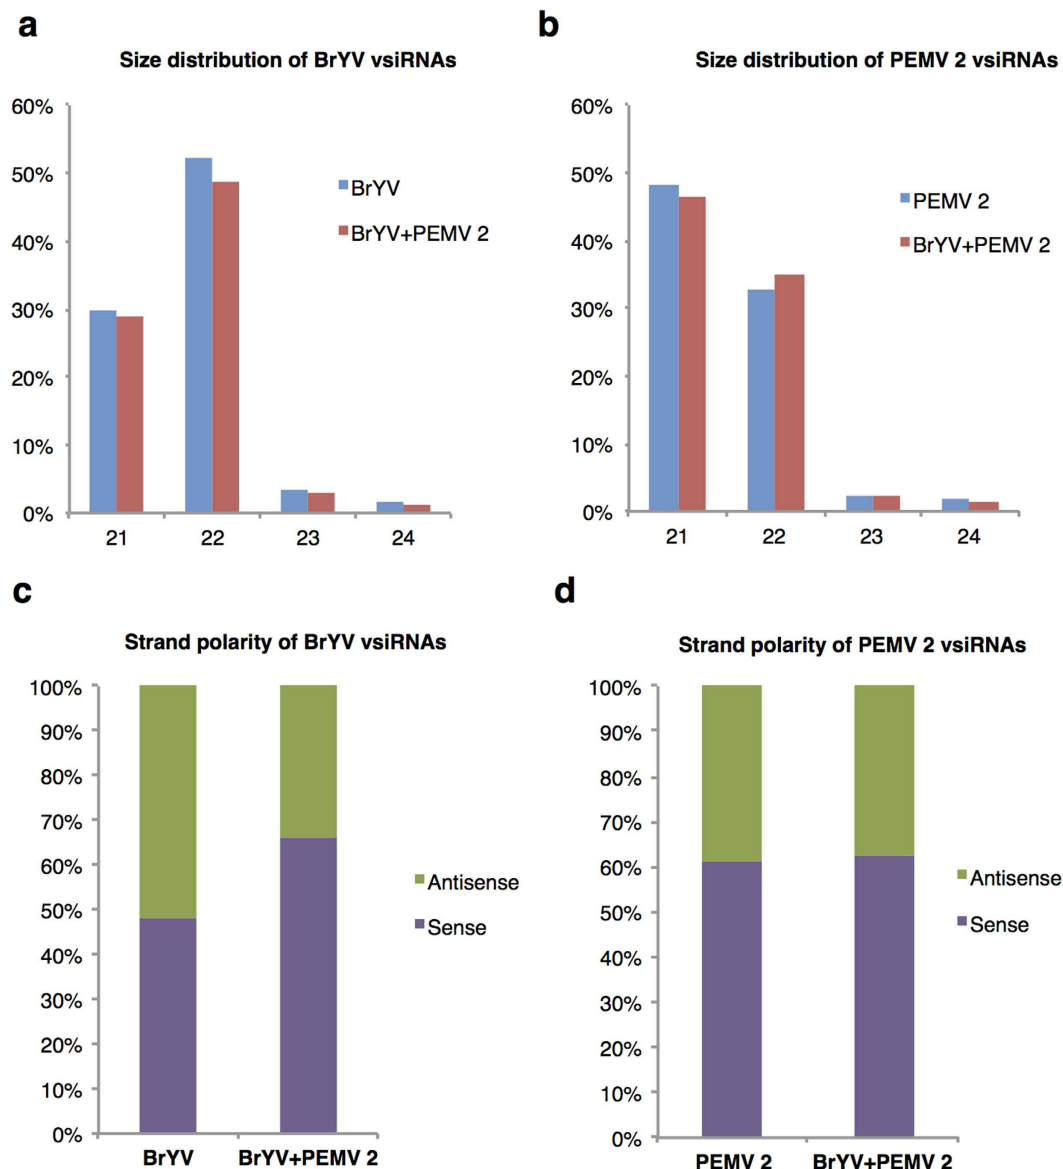 a
Size distribution of BrYV vsiRNAs
60%
50%
40%
30%
20%
10%
0%
21 22 23 24
BrYV
BrYV+PEMV 2
b
Size distribution of PEMV 2 vsiRNAs
60%
50%
40%
30%
20%
10%
0%
21 22 23 24
PEMV 2
BrYV+PEMV 2
c
Strand polarity of BrYV vsiRNAs
100%
90%
80%
70%
60%
50%
40%
30%
20%
10%
0%
BrYV BrYV+PEMV 2
Antisense
Sense
d
Strand polarity of PEMV 2 vsiRNAs
100%
90%
80%
70%
60%
50%
40%
30%
20%
10%
0%
PEMV 2 BrYV+PEMV 2
Antisense
Sense